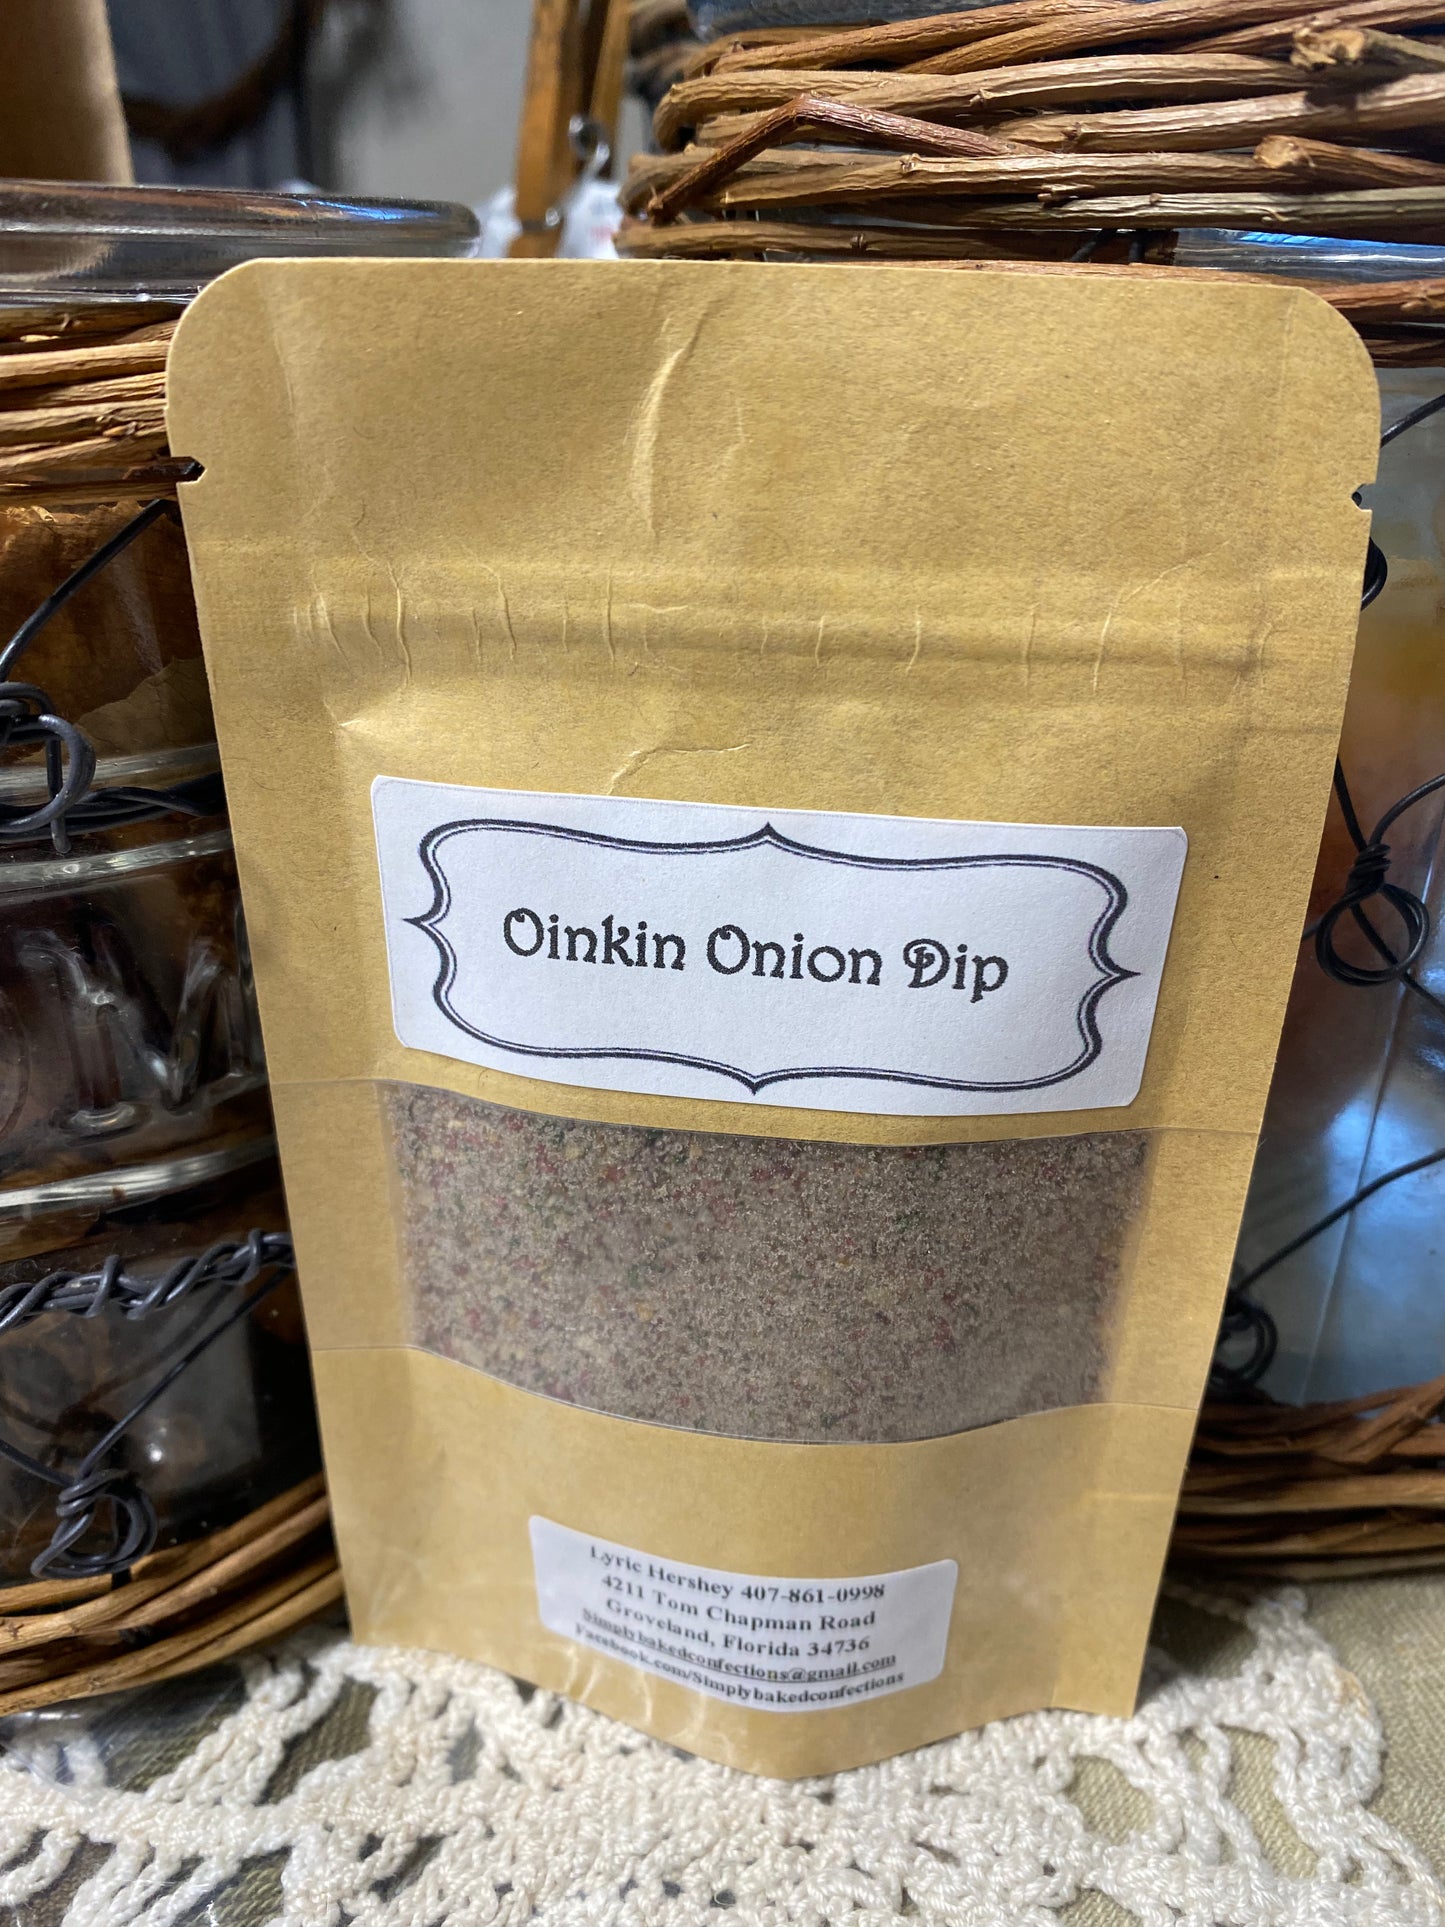 Oinkin Onion Dip
Lyric Hershey 407-861-0998
4211 Tom Chapman Road
Groveland, Florida 34736
Simplybakedconfections@gmail.com
Facebook.com/Simplybakedconfections